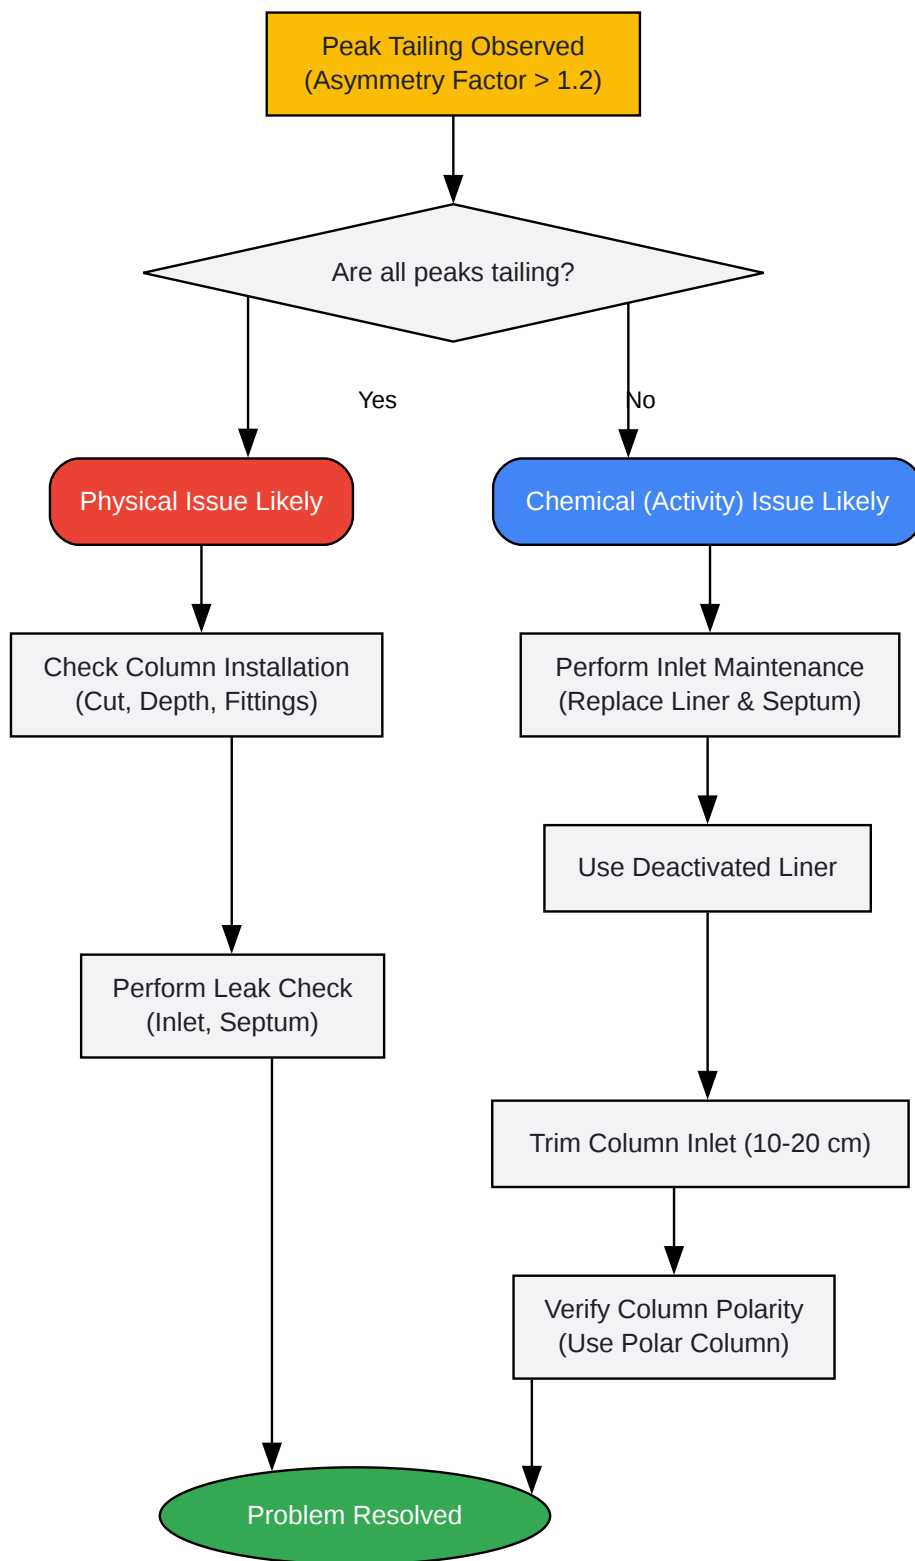 Peak Tailing Observed
(Asymmetry Factor > 1.2)
Are all peaks tailing?
Yes
No
Physical Issue Likely
Chemical (Activity) Issue Likely
Check Column Installation
(Cut, Depth, Fittings)
Perform Inlet Maintenance
(Replace Liner & Septum)
Use Deactivated Liner
Perform Leak Check
(Inlet, Septum)
Trim Column Inlet (10-20 cm)
Verify Column Polarity
(Use Polar Column)
Problem Resolved